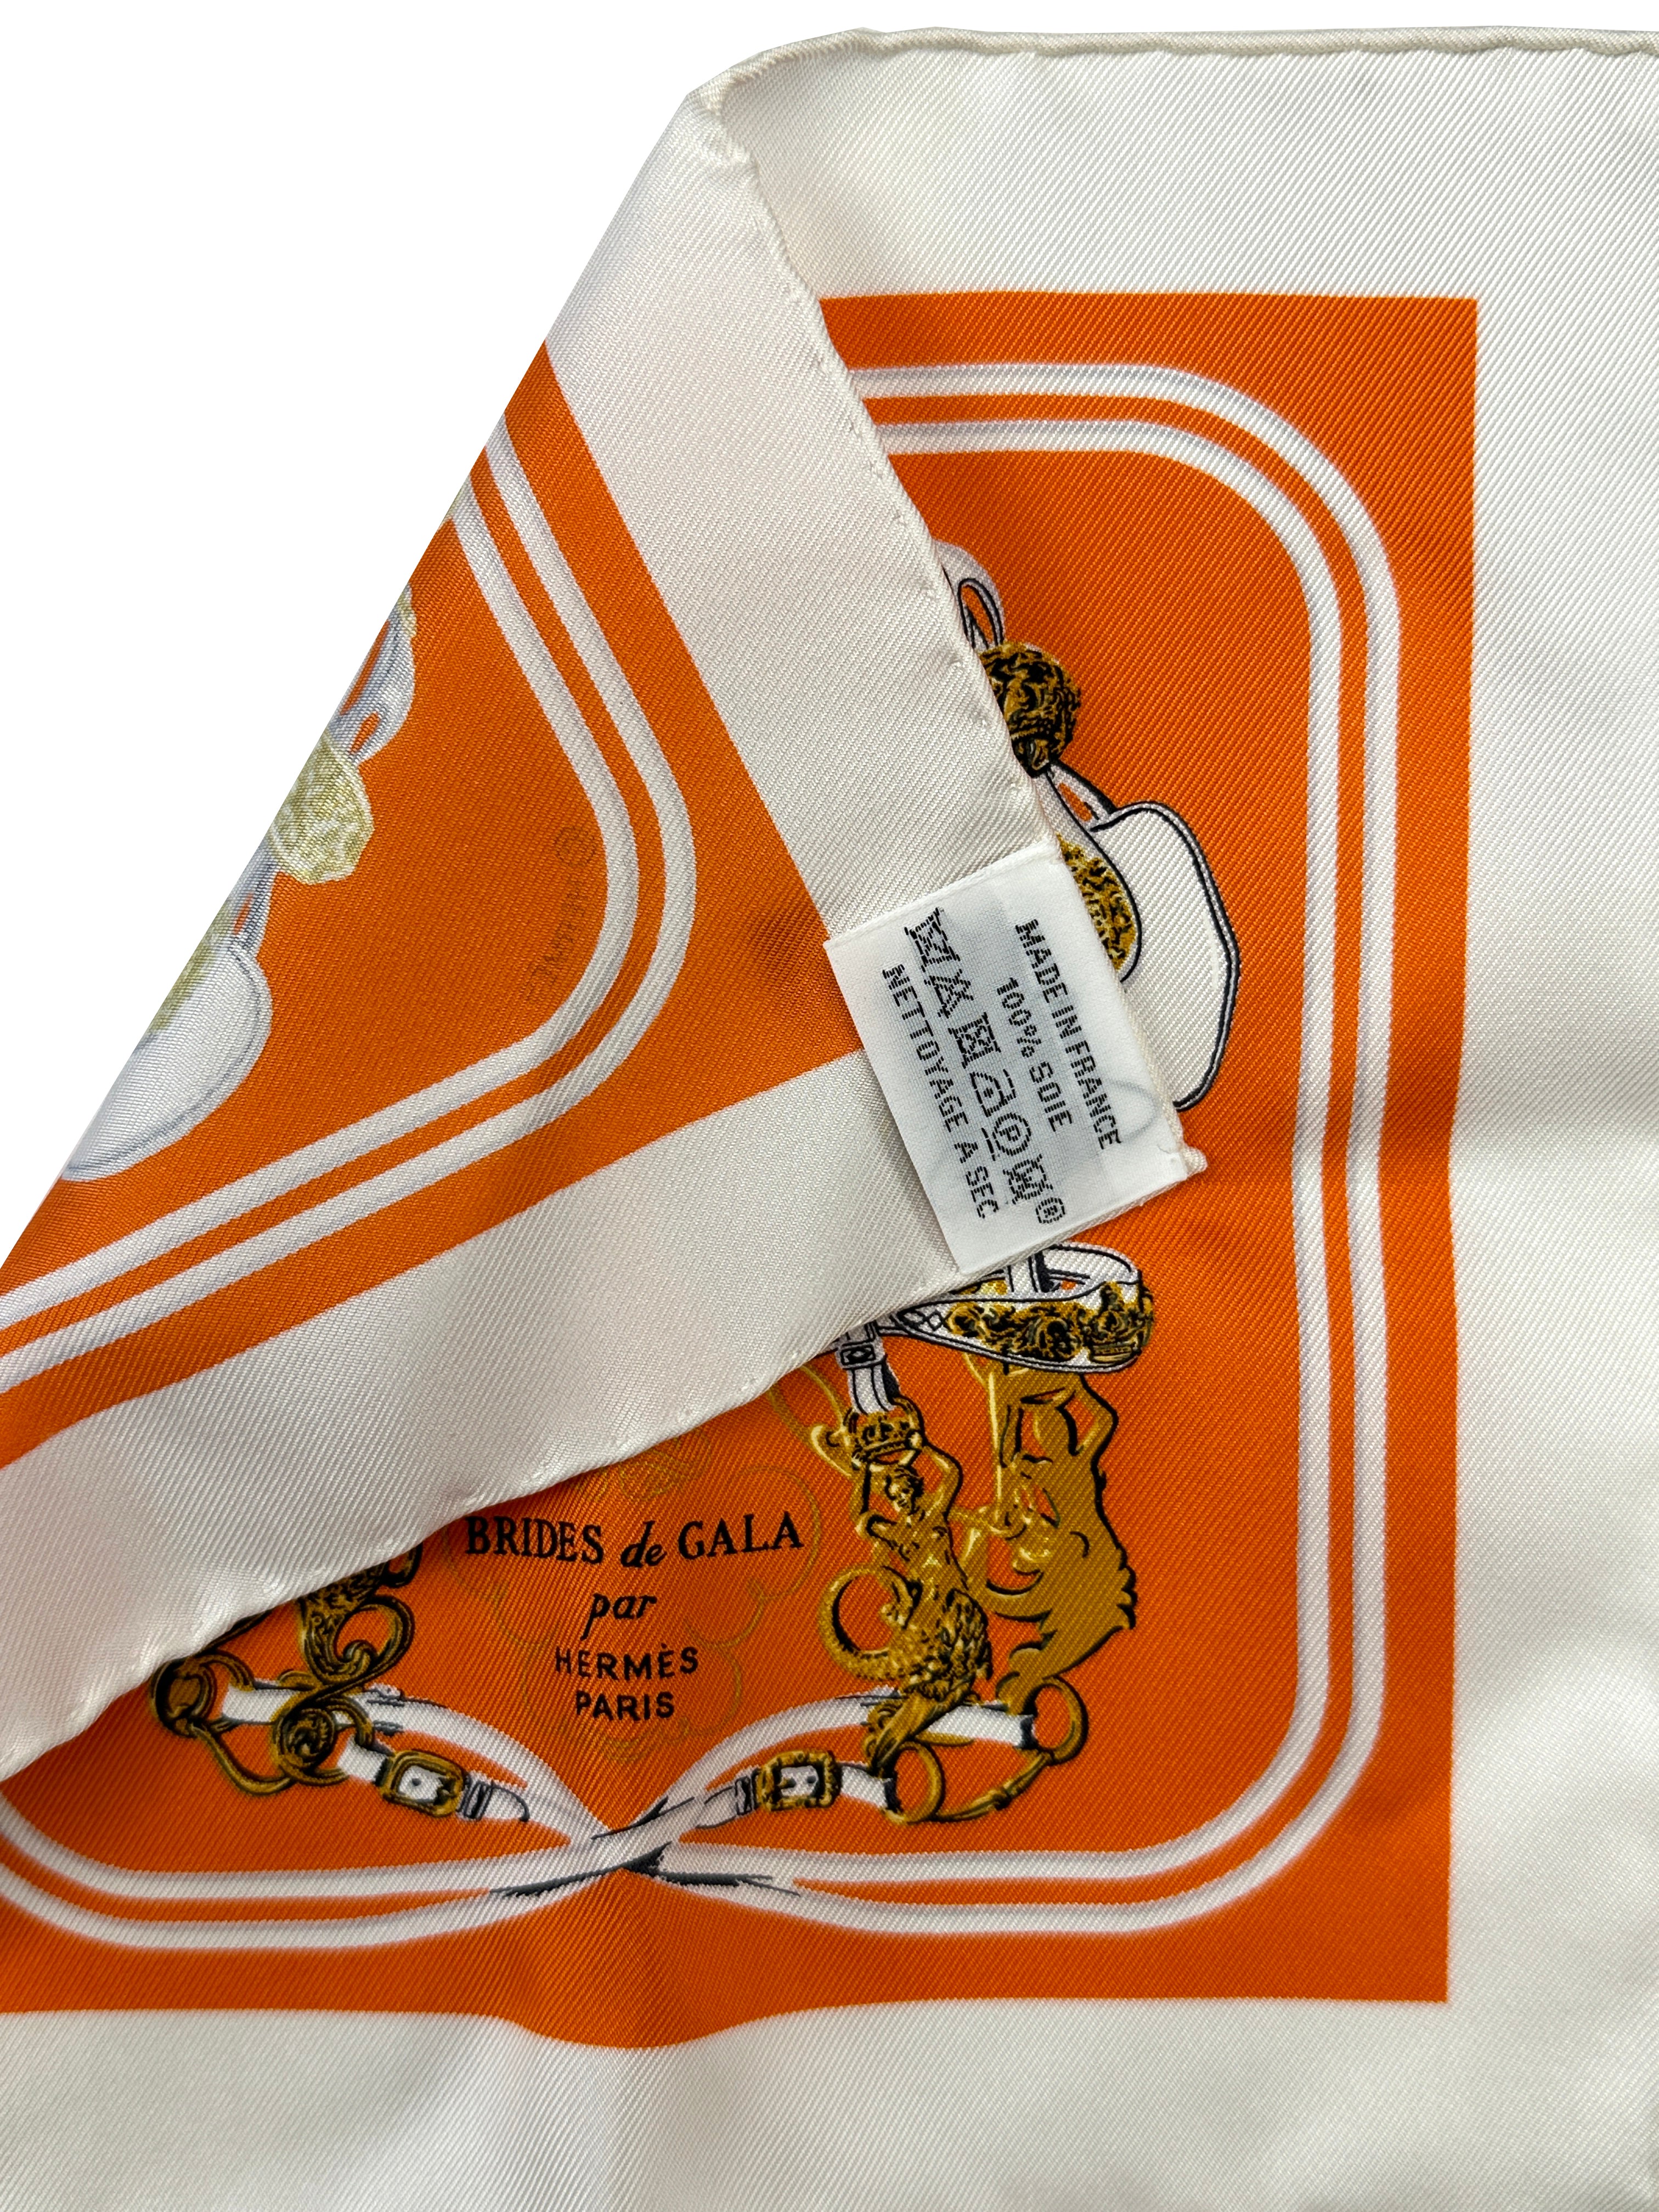 MADE IN FRANCE
100% SOIE
NETTOYAGE A SEC
BRIDES de GALA
par
HERMÈS
PARIS